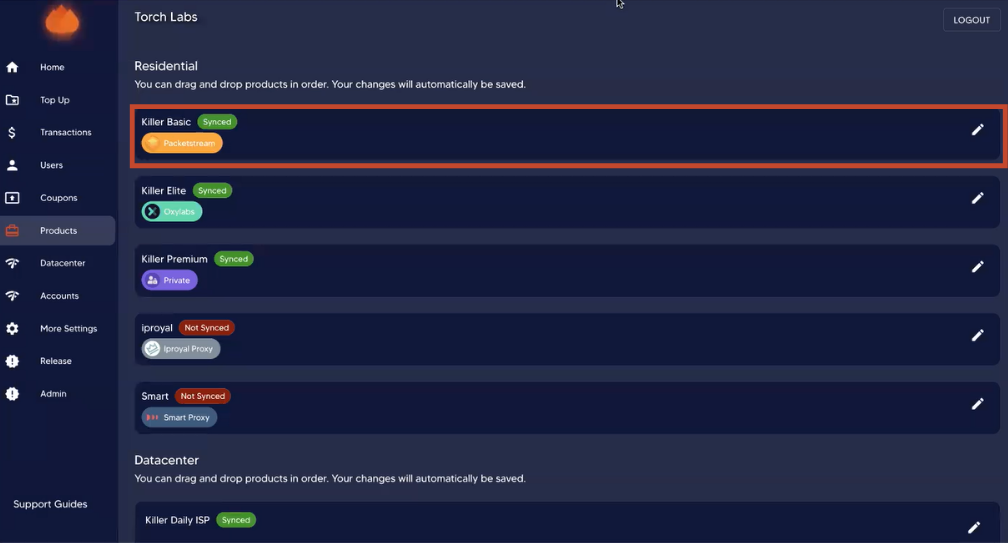 Torch Labs
LOGOUT
Home
Top Up
Transactions
Users
Coupons
Products
Datacenter
Accounts
More Settings
Release
Admin
Support Guides
Residential
You can drag and drop products in order. Your changes will automatically be saved.
Killer Basic Synced
Packetstream
Killer Elite Synced
Oxylabs
Killer Premium Synced
Private
iproyal Not Synced
Iproyal Proxy
Smart Not Synced
Smart Proxy
Datacenter
You can drag and drop products in order. Your changes will automatically be saved.
Killer Daily ISP Synced